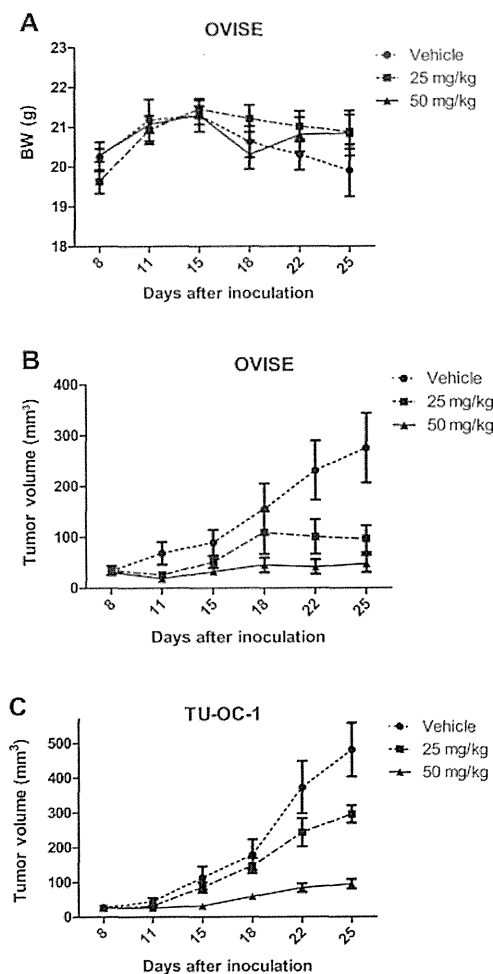 A
OVISE
Vehicle
25 mg/kg
50 mg/kg
BW (g)
23
22
21
20
19
18
8 11 15 18 22 25
Days after inoculation
B
OVISE
Vehicle
25 mg/kg
50 mg/kg
Tumor volume (mm³)
400
300
200
100
0
8 11 15 18 22 25
Days after inoculation
C
TU-OC-1
Vehicle
25 mg/kg
50 mg/kg
Tumor volume (mm³)
500
400
300
200
100
0
8 11 15 18 22 25
Days after inoculation